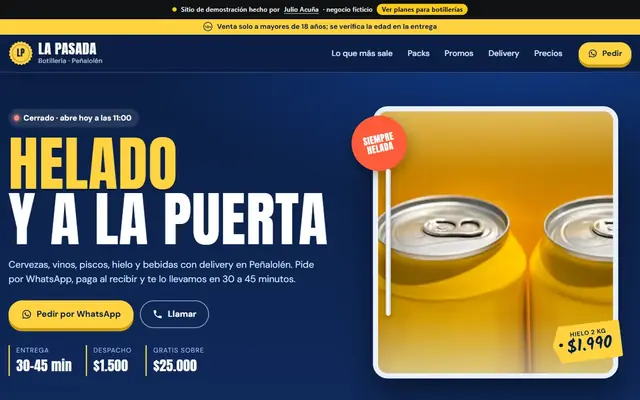 Sitio de demostración hecho por Julio Acuña · negocio ficticio Ver planes para botillerías
Venta solo a mayores de 18 años; se verifica la edad en la entrega
LP
LA PASADA
Botillería · Peñalolén
Lo que más sale Packs Promos Delivery Precios Pedir
Cerrado · abre hoy a las 11:00
HELADO
Y A LA PUERTA
Cervezas, vinos, piscos, hielo y bebidas con delivery en Peñalolén. Pide
por WhatsApp, paga al recibir y te lo llevamos en 30 a 45 minutos.
Pedir por WhatsApp Llamar
ENTREGA DESPACHO GRATIS SOBRE
30-45 min $1.500 $25.000
SIEMPRE
HELADA
HIELO 2 KG
$1.990